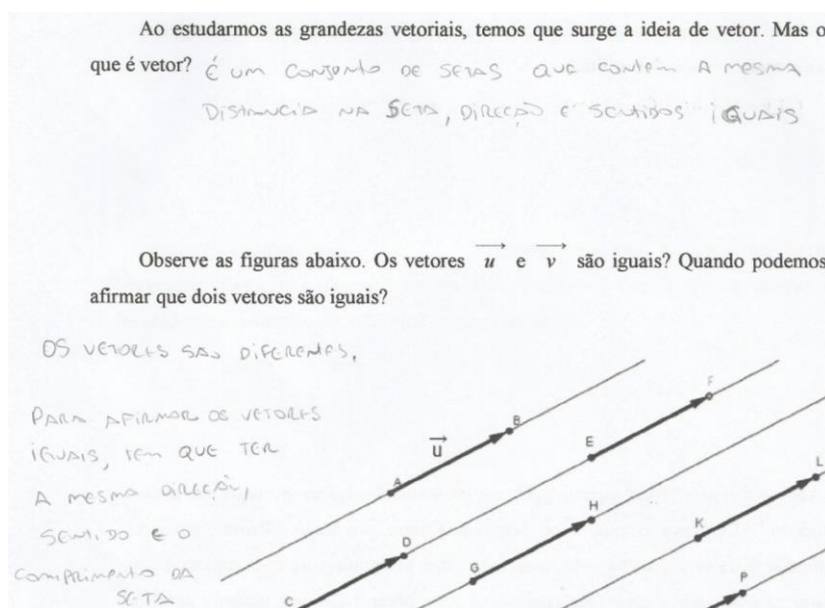 Ao estudarmos as grandezas vetoriais, temos que surge a ideia de vetor. Mas o
que é vetor? É UM CONJUNTO DE SETAS QUE CONTÉM A MESMA
DISTANCIA NA SETA, DIREÇÃO E SENTIDOS IGUAIS
Observe as figuras abaixo. Os vetores u e v são iguais? Quando podemos
afirmar que dois vetores são iguais?
OS VETORES SÃO DIFERENTES.
PARA AFIRMAR OS VETORES
IGUAIS, TEM QUE TER
A MESMA DIREÇÃO,
SENTIDO E O
COMPRIMENTO DA
SETA
F
B
u
E
A
L
H
D
K
G
P
C